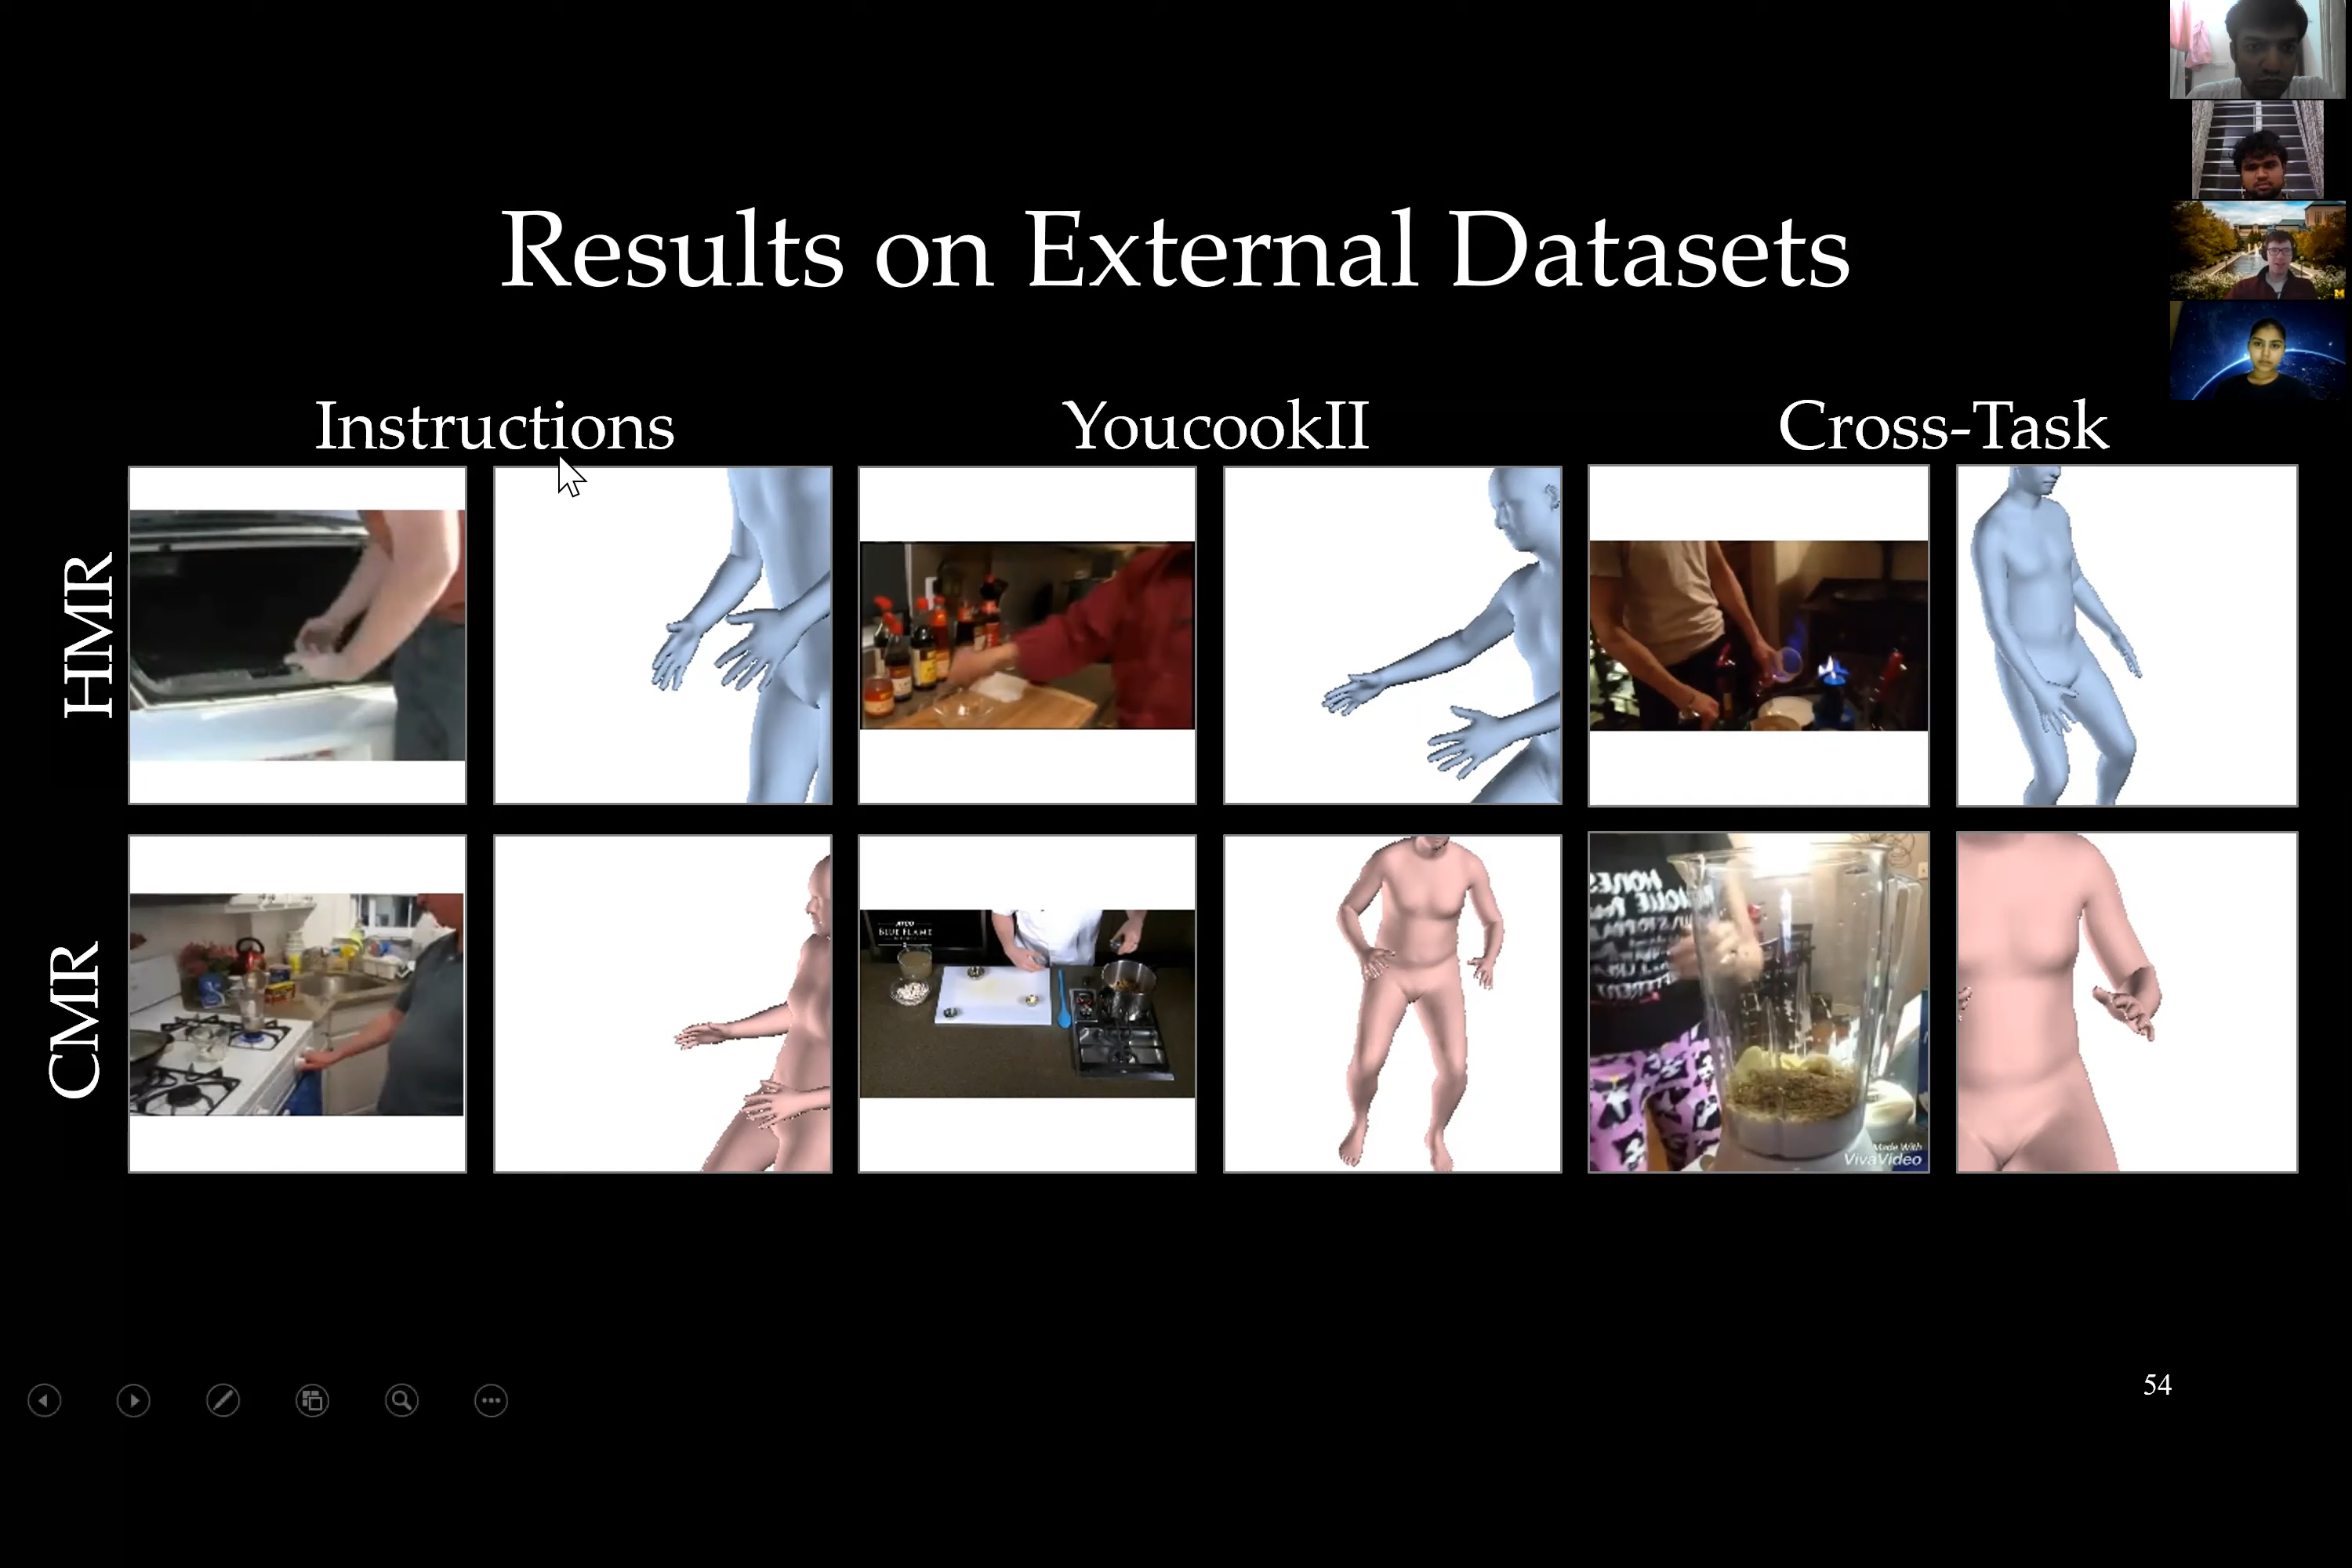 Results on External Datasets
Instructions
YoucookII
Cross-Task
HMR
CMR
BLUE FLAME
Made With
VivaVideo
54